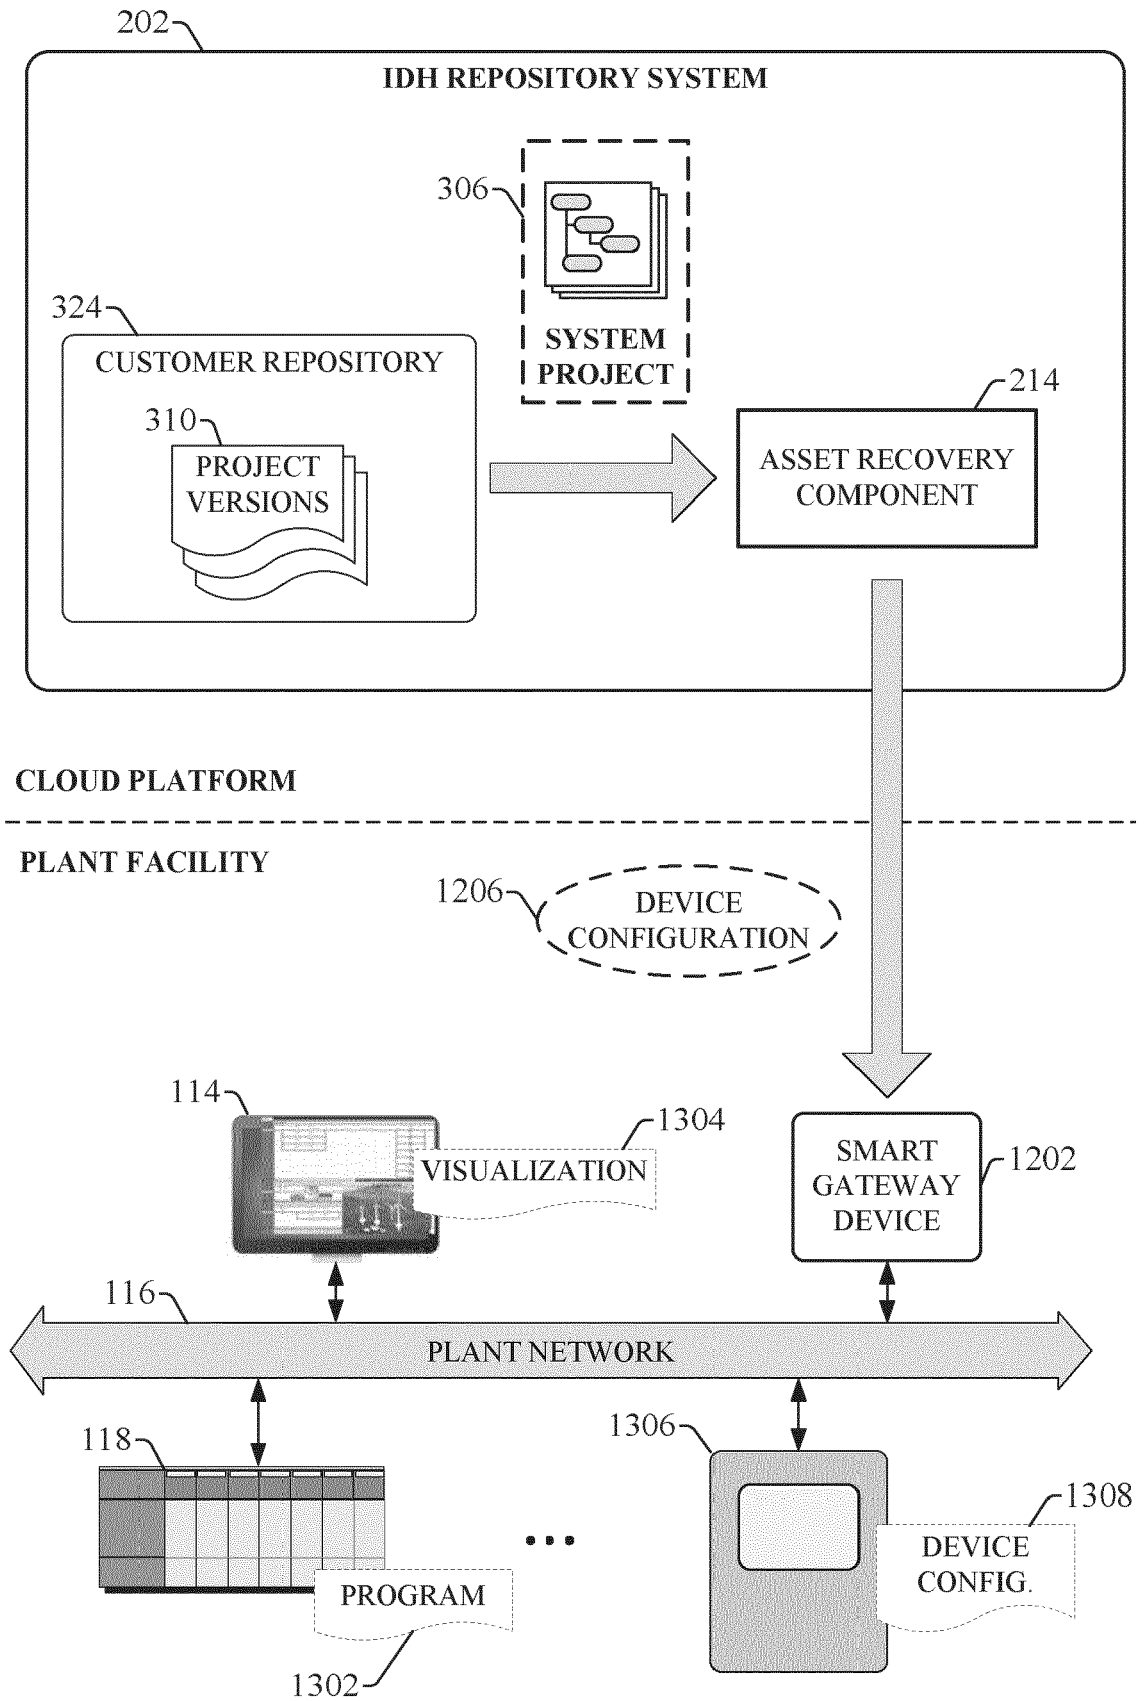 202
IDH REPOSITORY SYSTEM
306
SYSTEM
PROJECT
324
CUSTOMER REPOSITORY
310
PROJECT
VERSIONS
214
ASSET RECOVERY
COMPONENT
CLOUD PLATFORM
PLANT FACILITY
1206
DEVICE
CONFIGURATION
114
1304
VISUALIZATION
SMART
GATEWAY
DEVICE
1202
116
PLANT NETWORK
118
PROGRAM
1302
...
1306
1308
DEVICE
CONFIG.